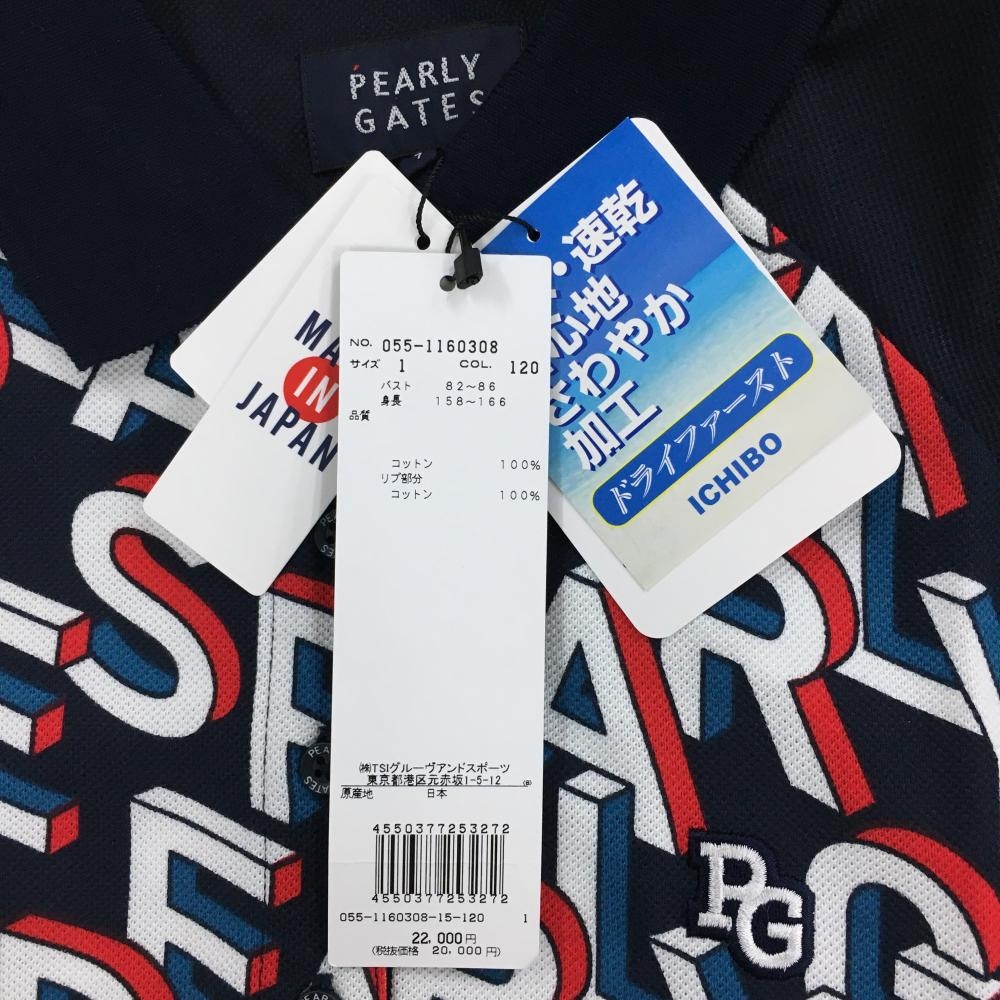 PEARLY
GATES
MA
IN
JAPAN
・速乾
心地
さわやか
加工
ドライファースト
ICHIBO
NO. 055-1160308
サイズ 1 COL. 120
バスト 82~86
身長 158~166
品質
コットン 100%
リブ部分
コットン 100%
㈱TSIグルーヴアンドスポーツ
東京都港区元赤坂1-5-12
原産地 日本
4550377253272
4550377253272
055-1160308-15-120 1
22,000円
(税抜価格 20,000円)
PG